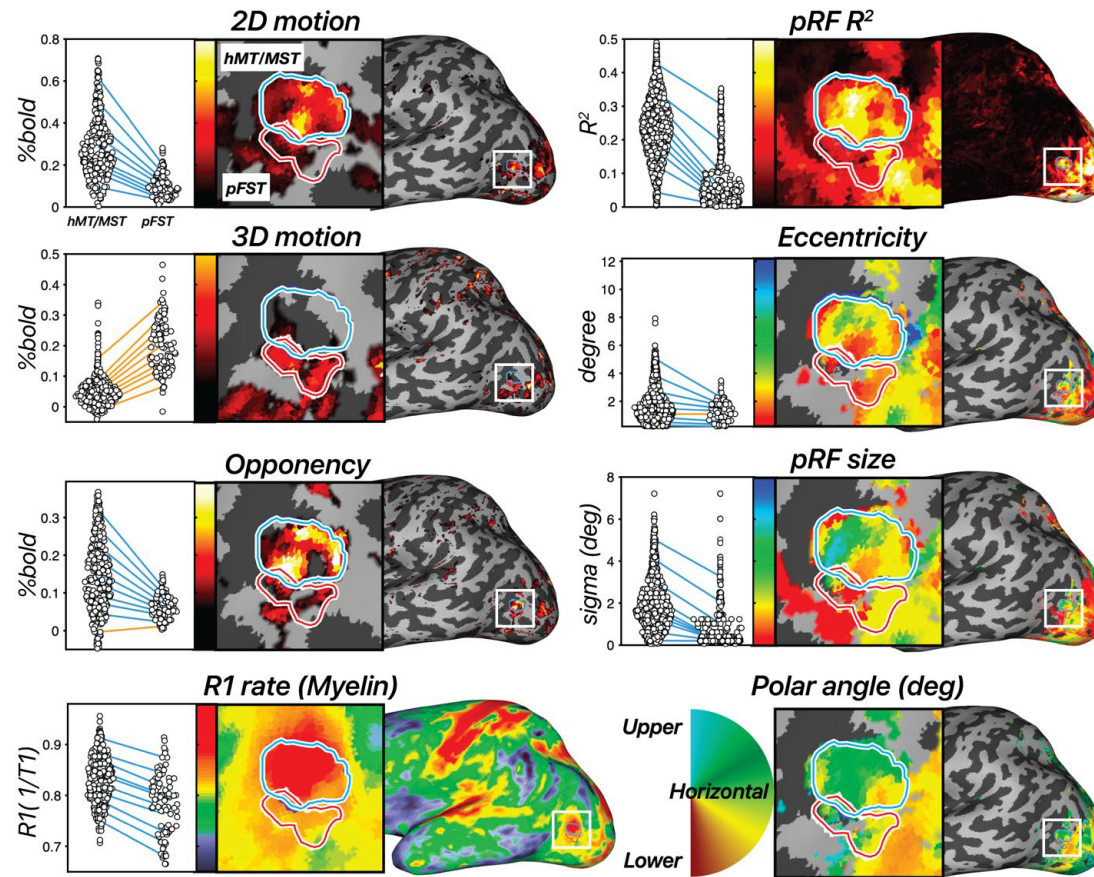 2D motion
%bold
0.8
0.6
0.4
0.2
0
hMT/MST
pFST
hMT/MST pFST
pRF R²
R²
0.5
0.4
0.3
0.2
0.1
0
3D motion
%bold
0.5
0.4
0.3
0.2
0.1
0
Eccentricity
degree
12
10
8
6
4
2
Opponency
%bold
0.3
0.2
0.1
0
pRF size
sigma (deg)
8
6
4
2
0
R1 rate (Myelin)
R1( 1/T1)
0.9
0.8
0.7
Polar angle (deg)
Upper
Horizontal
Lower